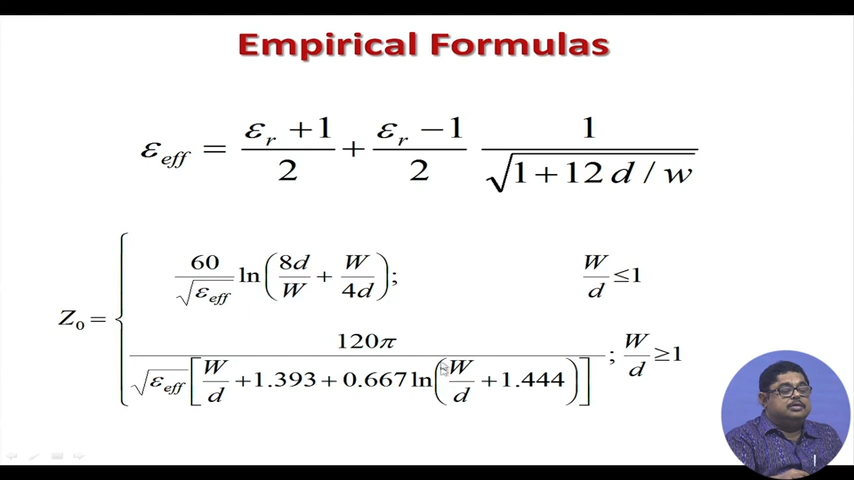 Empirical Formulas
ε_eff = (ε_r + 1)/2 + (ε_r − 1)/2 1/√(1 + 12 d / w)
Z_0 = { 60/√ε_eff ln(8d/W + W/4d); W/d ≤ 1
120π/(√ε_eff [W/d + 1.393 + 0.667 ln(W/d + 1.444)]) ; W/d ≥ 1